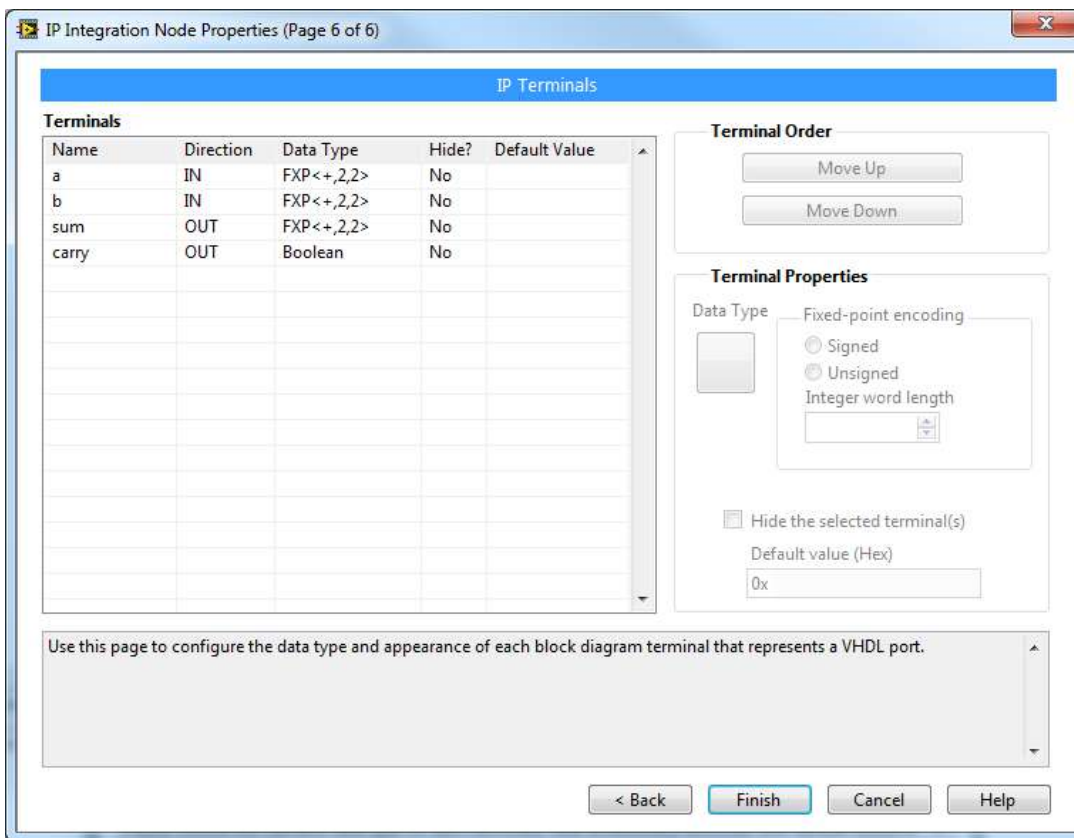 IP Integration Node Properties (Page 6 of 6)
IP Terminals
Terminals
Name Direction Data Type Hide? Default Value
a IN FXP<+,2,2> No
b IN FXP<+,2,2> No
sum OUT FXP<+,2,2> No
carry OUT Boolean No
Terminal Order
Move Up
Move Down
Terminal Properties
Data Type
Fixed-point encoding
Signed
Unsigned
Integer word length
Hide the selected terminal(s)
Default value (Hex)
0x
Use this page to configure the data type and appearance of each block diagram terminal that represents a VHDL port.
< Back Finish Cancel Help